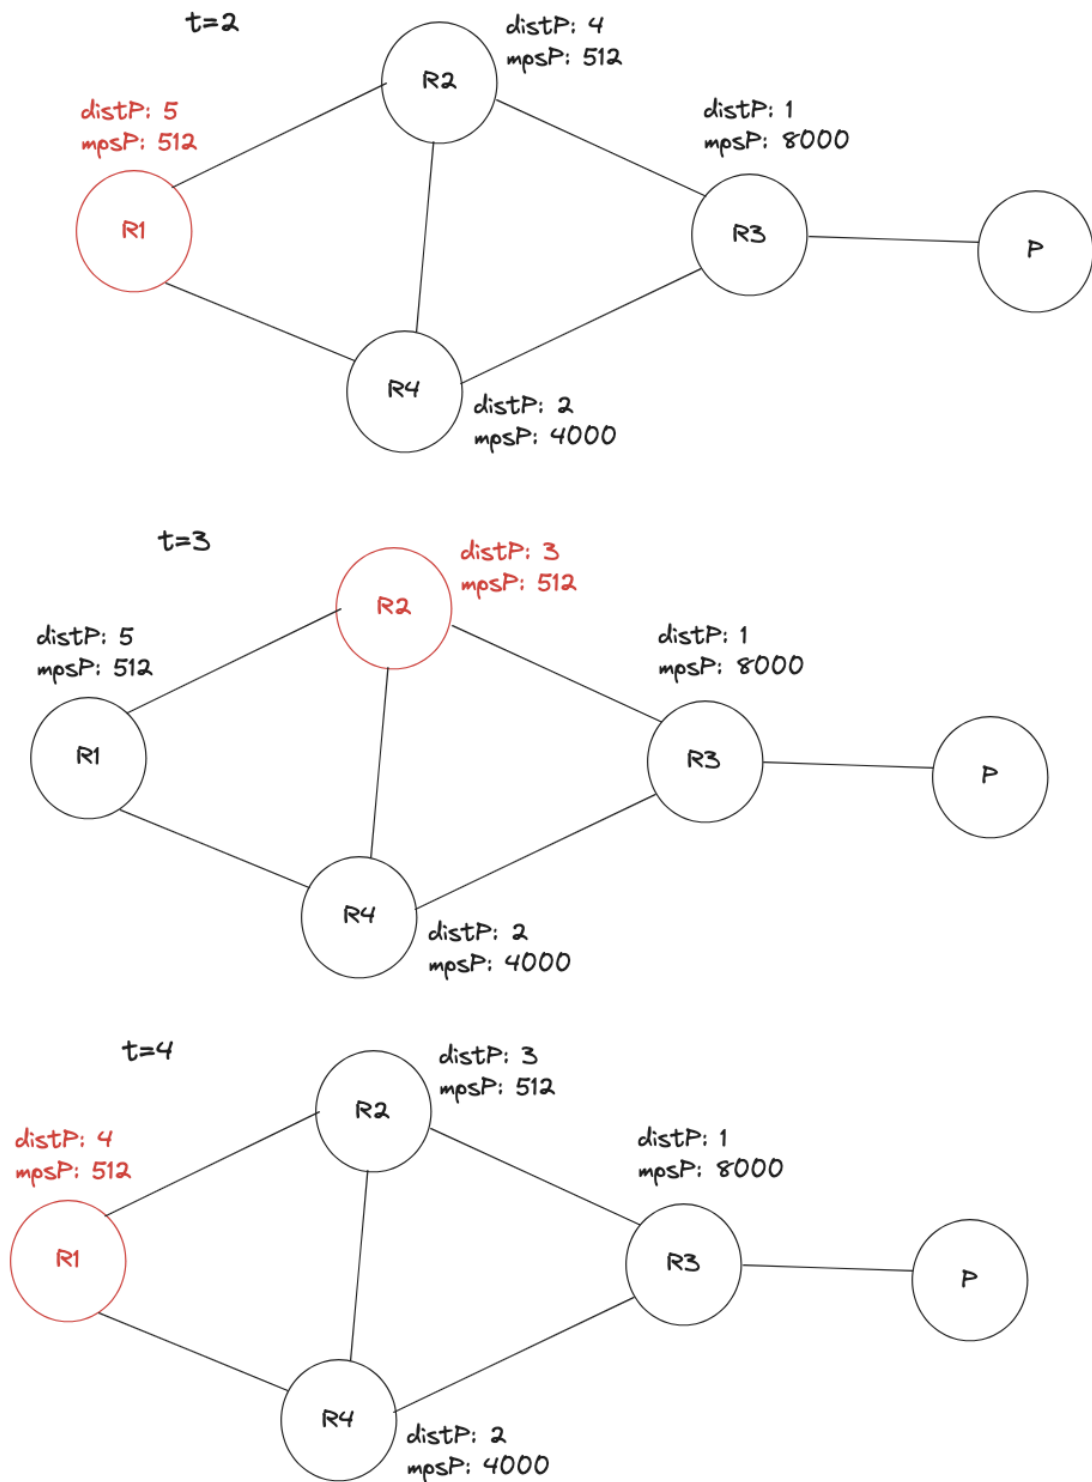 t=2
distP: 4
mpsP: 512
R2
distP: 5
mpsP: 512
distP: 1
mpsP: 8000
R1
R3
P
R4
distP: 2
mpsP: 4000
t=3
distP: 3
mpsP: 512
R2
distP: 5
mpsP: 512
distP: 1
mpsP: 8000
R1
R3
P
R4
distP: 2
mpsP: 4000
t=4
distP: 3
mpsP: 512
R2
distP: 4
mpsP: 512
distP: 1
mpsP: 8000
R1
R3
P
R4
distP: 2
mpsP: 4000